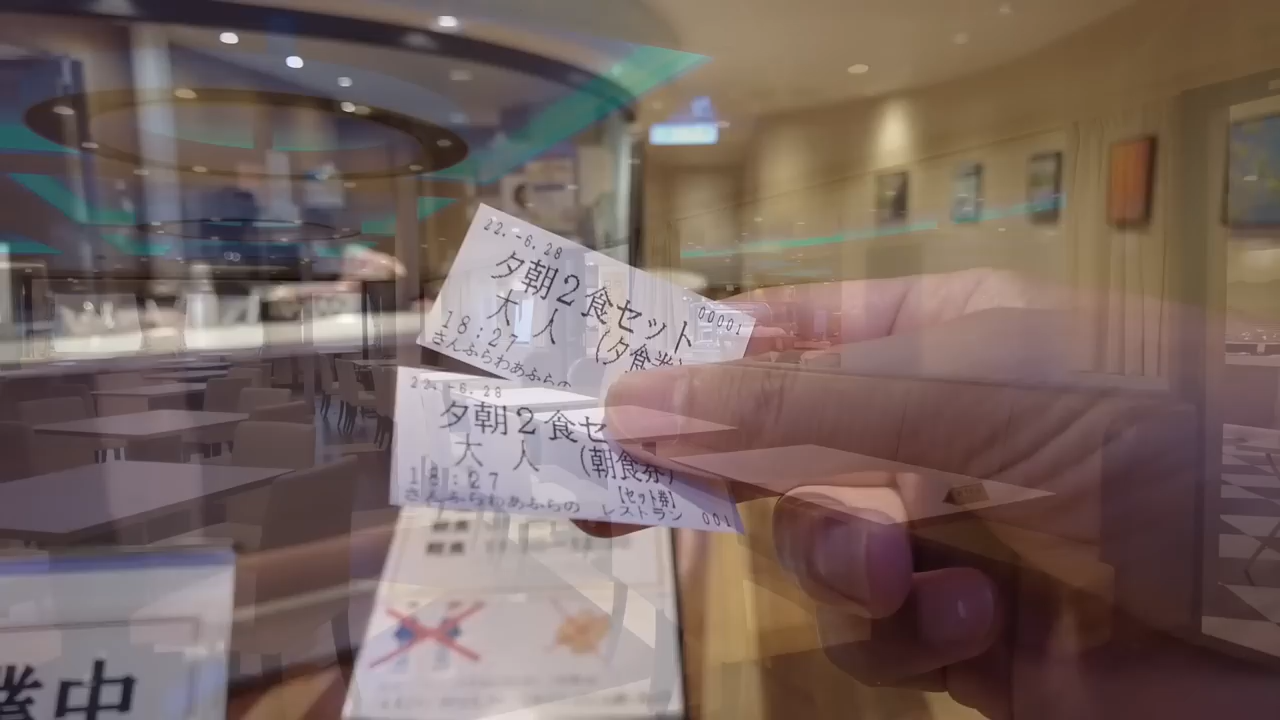 22.-6.28
夕朝2食セット
大人
00001
18:27
(夕食券
さんふらわあふらの
22.-6.28
夕朝2食セ
大人
(朝食券)
18:27
[セット券]
さんふらわあふらの レストラン 001
業中